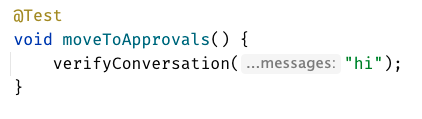 @Test
void moveToApprovals() {
verifyConversation( ...messages: "hi");
}